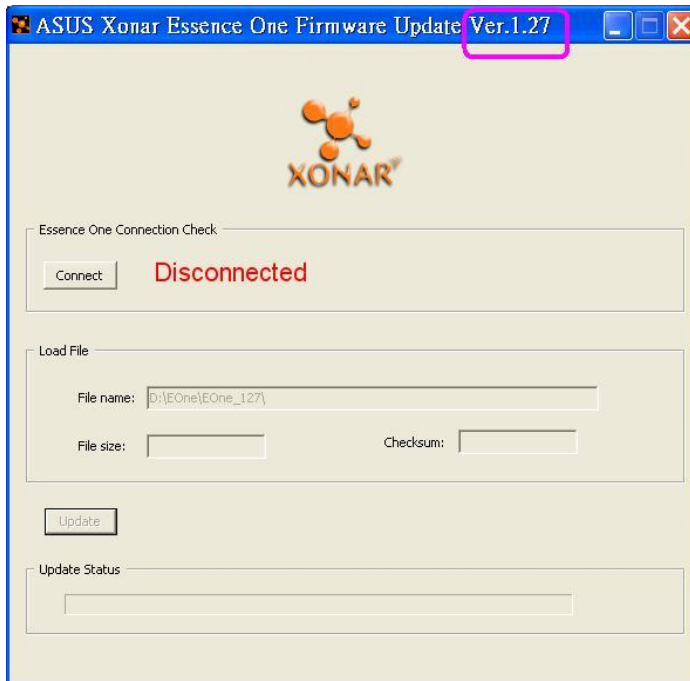 ASUS Xonar Essence One Firmware Update Ver.1.27
XONAR
Essence One Connection Check
Connect
Disconnected
Load File
File name:
D:\EOne\EOne_127\
File size:
Checksum:
Update
Update Status